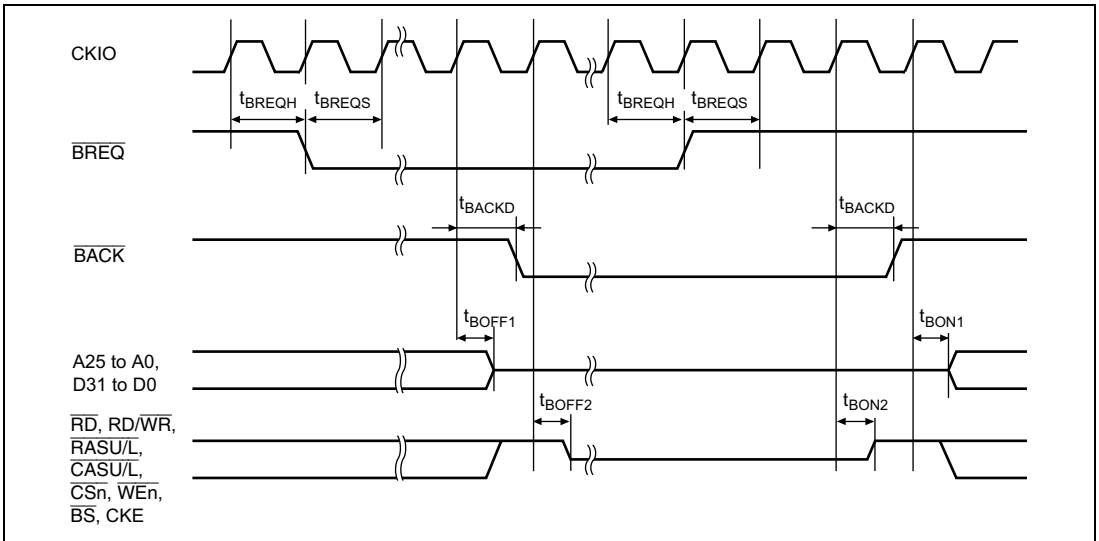 CKIO
tBREQH tBREQS tBREQH tBREQS
BREQ
tBACKD tBACKD
BACK
tBOFF1 tBON1
A25 to A0,
D31 to D0
tBOFF2 tBON2
RD, RD/WR,
RASU/L,
CASU/L,
CSn, WEn,
BS, CKE